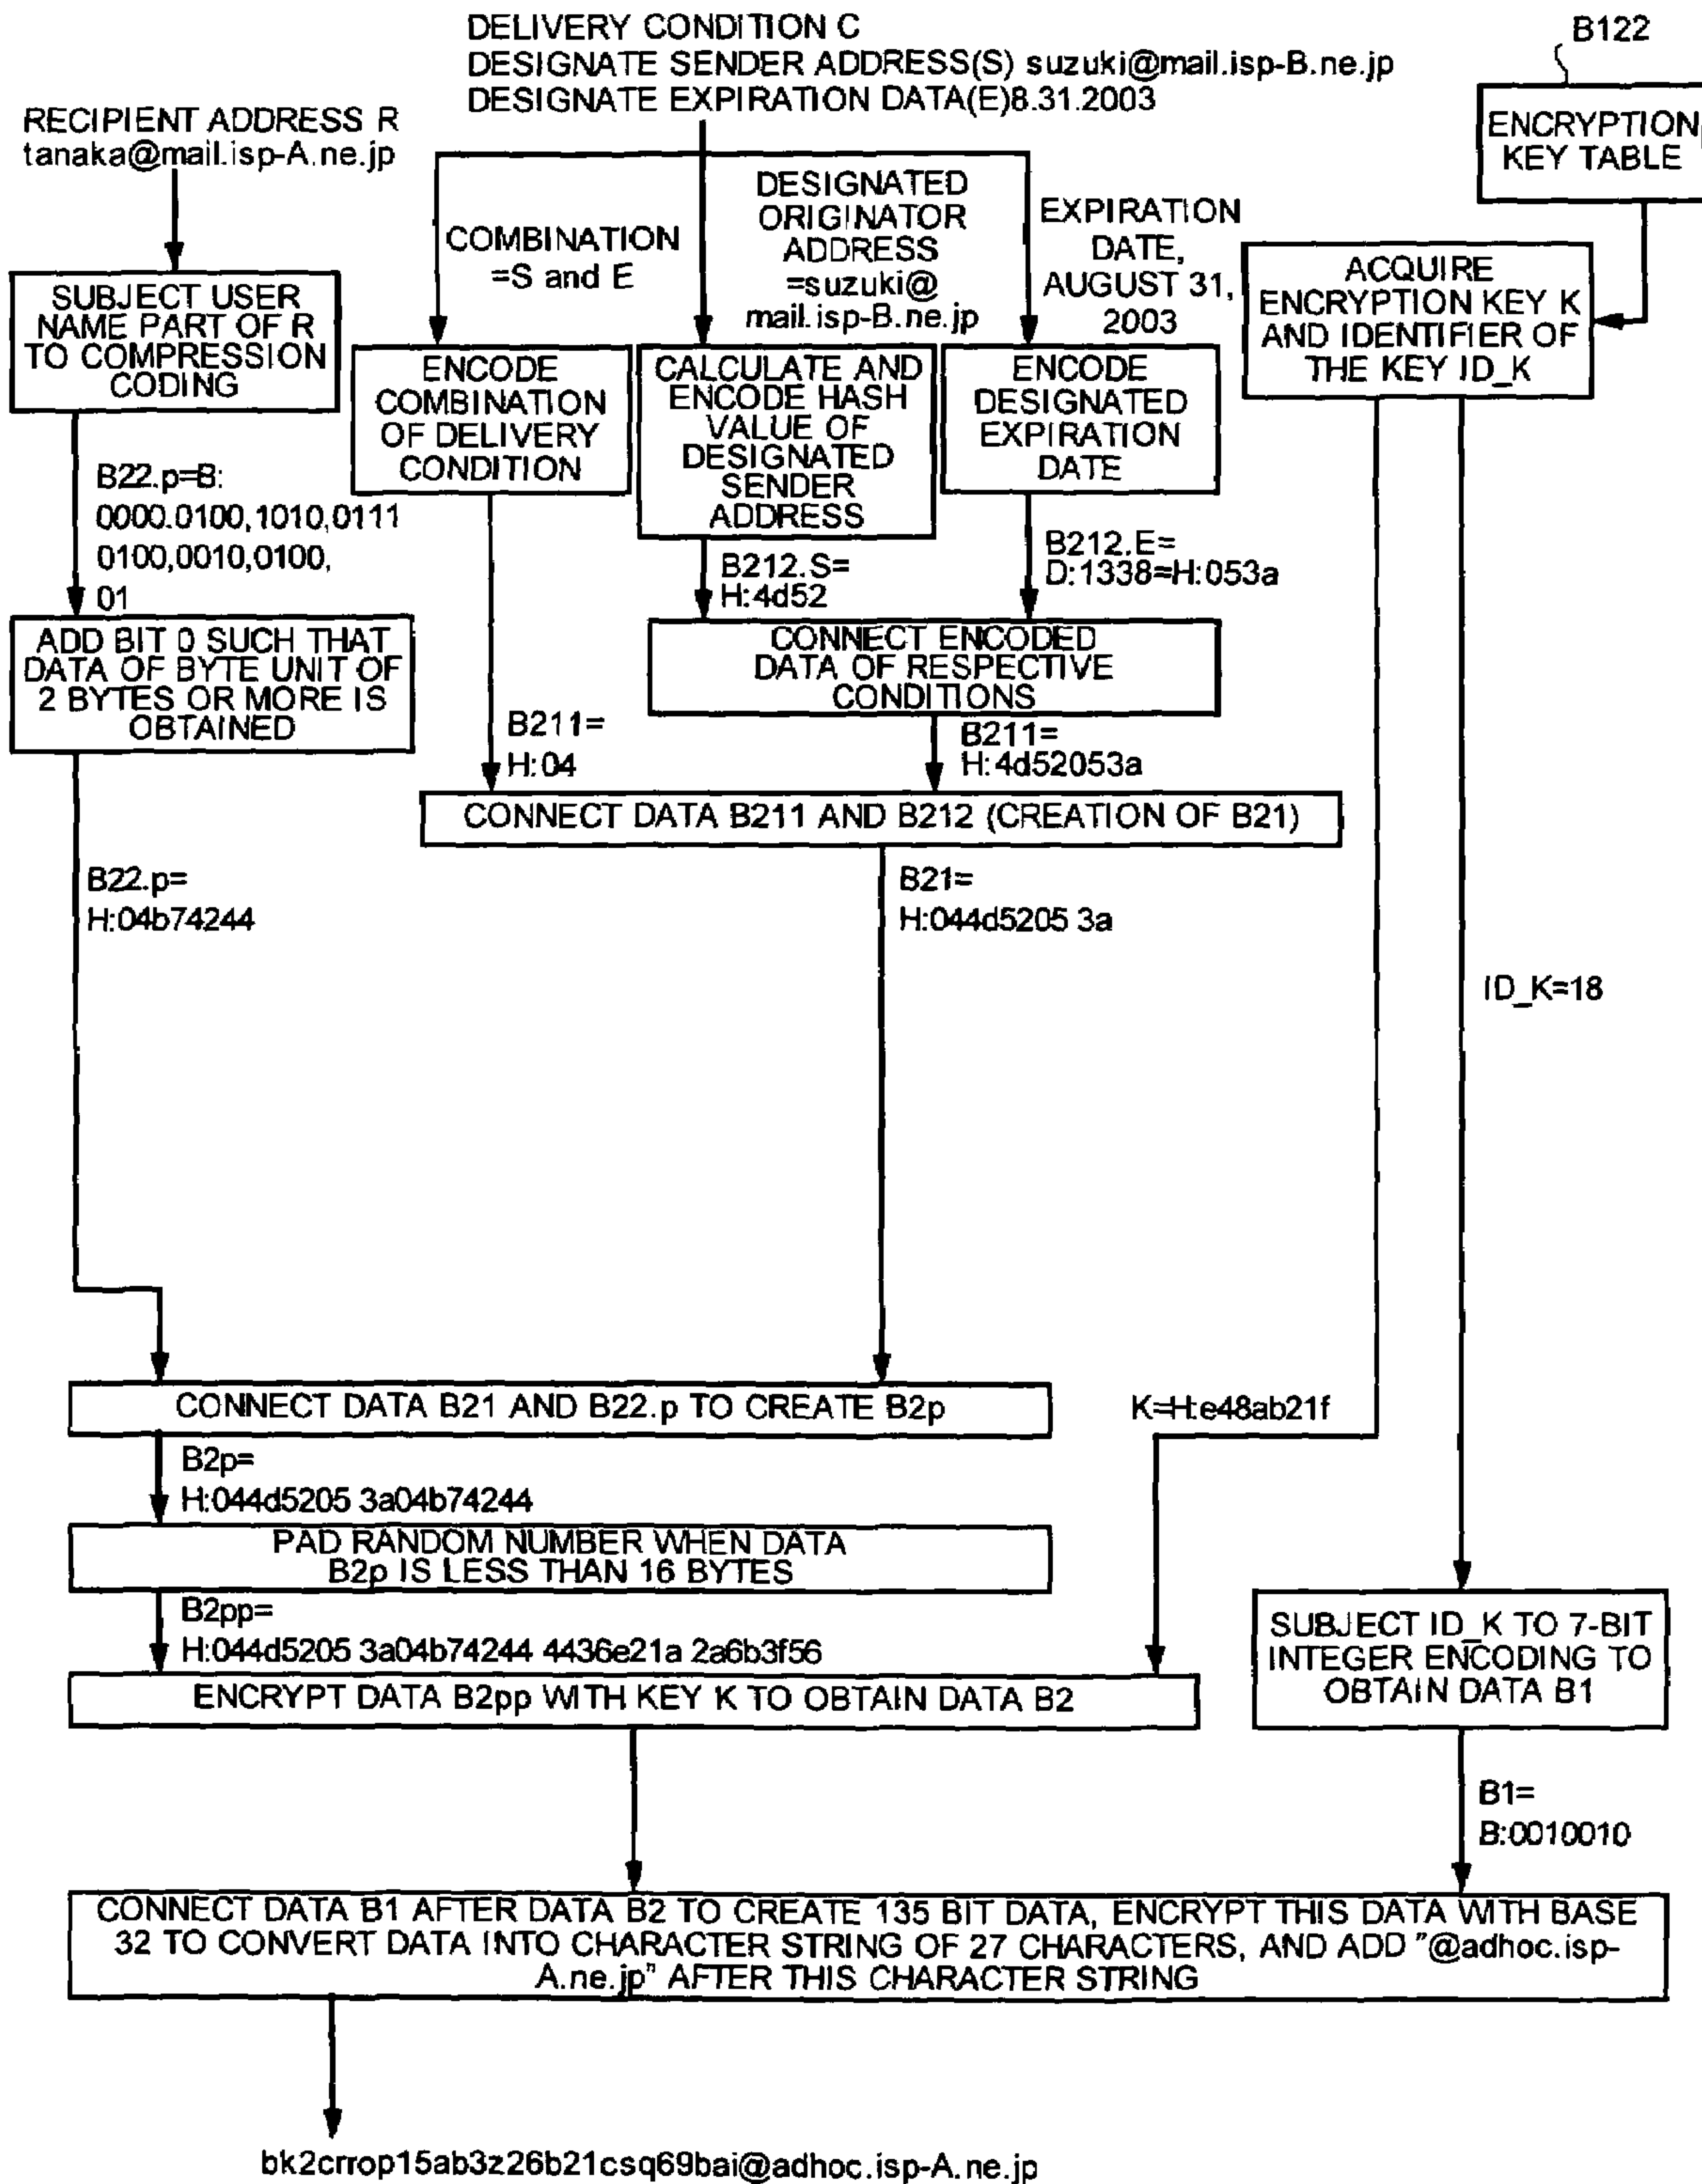 DELIVERY CONDITION C
DESIGNATE SENDER ADDRESS(S) suzuki@mail.isp-B.ne.jp
DESIGNATE EXPIRATION DATA(E)8.31.2003
B122
ENCRYPTION
KEY TABLE
RECIPIENT ADDRESS R
tanaka@mail.isp-A.ne.jp
COMBINATION
=S and E
DESIGNATED
ORIGINATOR
ADDRESS
=suzuki@
mail.isp-B.ne.jp
EXPIRATION
DATE,
AUGUST 31,
2003
ACQUIRE
ENCRYPTION KEY K
AND IDENTIFIER OF
THE KEY ID_K
SUBJECT USER
NAME PART OF R
TO COMPRESSION
CODING
ENCODE
COMBINATION
OF DELIVERY
CONDITION
CALCULATE AND
ENCODE HASH
VALUE OF
DESIGNATED
SENDER
ADDRESS
ENCODE
DESIGNATED
EXPIRATION
DATE
B22.p=B:
0000.0100,1010,0111
0100,0010,0100,
01
B212.S=
H:4d52
B212.E=
D:1338=H:053a
ADD BIT 0 SUCH THAT
DATA OF BYTE UNIT OF
2 BYTES OR MORE IS
OBTAINED
CONNECT ENCODED
DATA OF RESPECTIVE
CONDITIONS
B211=
H:04
B211=
H:4d52053a
CONNECT DATA B211 AND B212 (CREATION OF B21)
B22.p=
H:04b74244
B21=
H:044d5205 3a
ID_K=18
CONNECT DATA B21 AND B22.p TO CREATE B2p
K=H:e48ab21f
B2p=
H:044d5205 3a04b74244
PAD RANDOM NUMBER WHEN DATA
B2p IS LESS THAN 16 BYTES
B2pp=
H:044d5205 3a04b74244 4436e21a 2a6b3f56
ENCRYPT DATA B2pp WITH KEY K TO OBTAIN DATA B2
SUBJECT ID_K TO 7-BIT
INTEGER ENCODING TO
OBTAIN DATA B1
B1=
B:0010010
CONNECT DATA B1 AFTER DATA B2 TO CREATE 135 BIT DATA, ENCRYPT THIS DATA WITH BASE
32 TO CONVERT DATA INTO CHARACTER STRING OF 27 CHARACTERS, AND ADD "@adhoc.isp-
A.ne.jp" AFTER THIS CHARACTER STRING
bk2crrop15ab3z26b21csq69bai@adhoc.isp-A.ne.jp